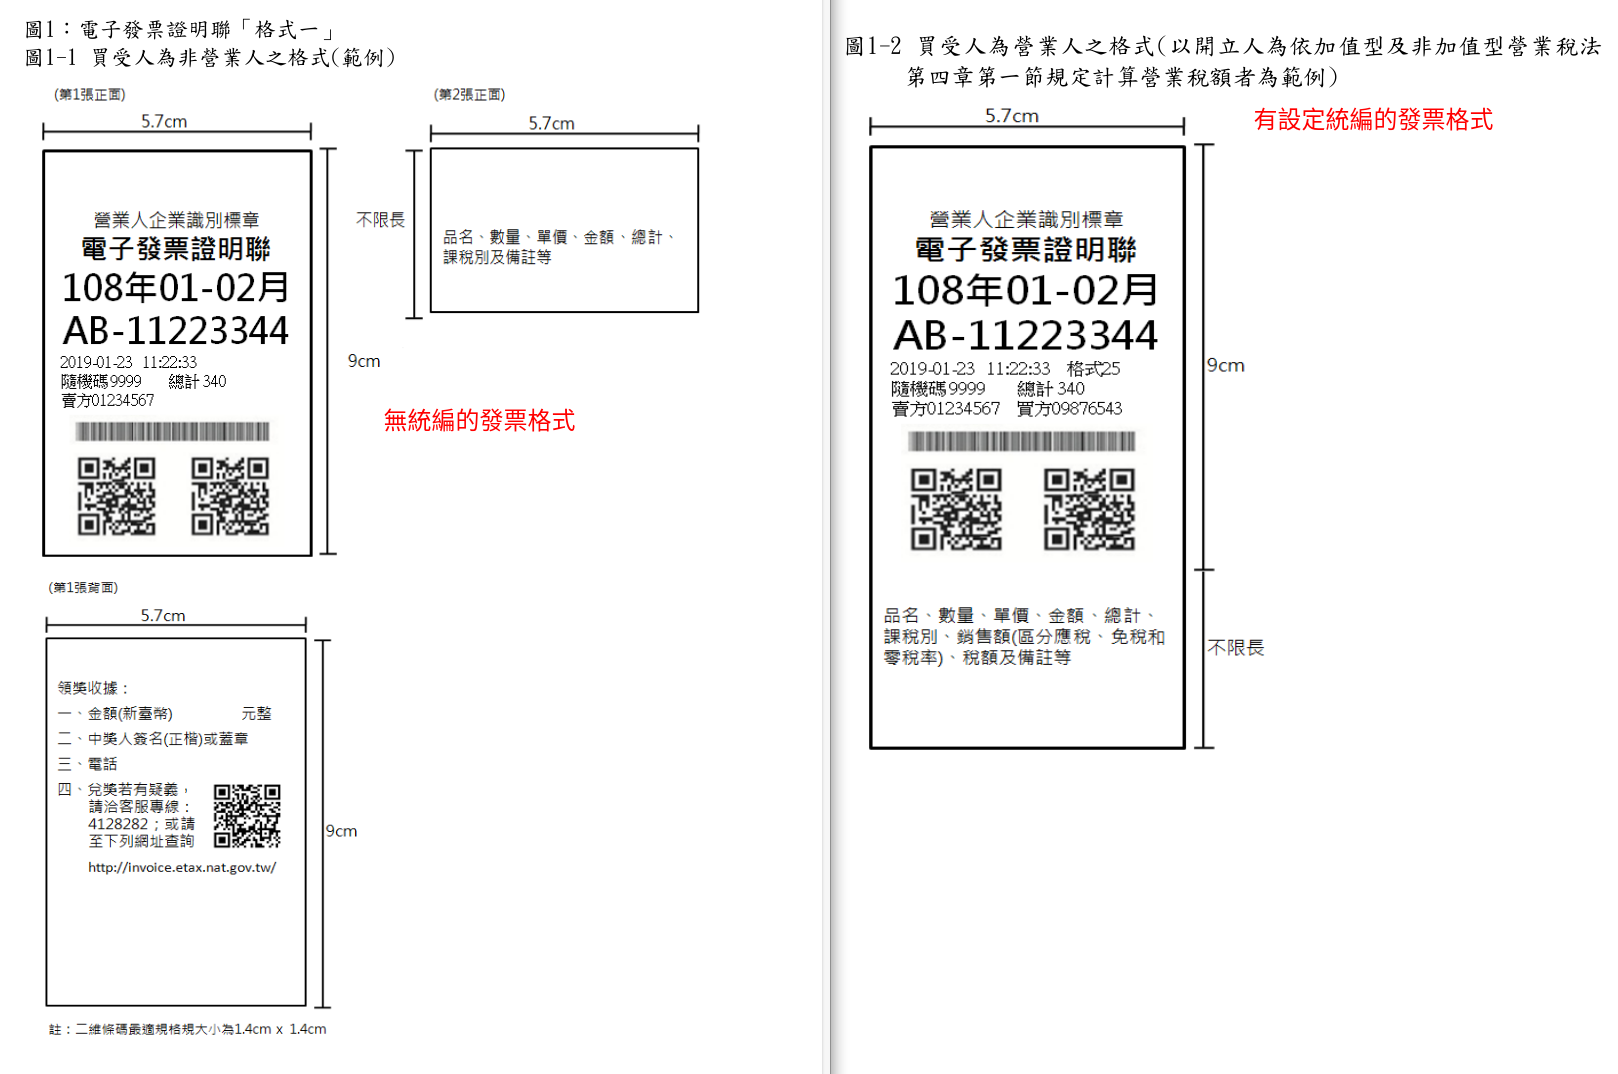 圖1：電子發票證明聯「格式一」
圖1-1 買受人為非營業人之格式(範例)
(第1張正面)
5.7cm
營業人企業識別標章
電子發票證明聯
108年01-02月
AB-11223344
2019-01-23 11:22:33
隨機碼9999 總計 340
賣方01234567
9cm
(第2張正面)
5.7cm
不限長
品名、數量、單價、金額、總計、
課稅別及備註等
無統編的發票格式
(第1張背面)
5.7cm
領獎收據：
一、金額(新臺幣) 元整
二、中獎人簽名(正楷)或蓋章
三、電話
四、兌獎若有疑義，
請洽客服專線：
4128282；或請
至下列網址查詢
http://invoice.etax.nat.gov.tw/
9cm
註：二維條碼最適規格規大小為1.4cm x 1.4cm
圖1-2 買受人為營業人之格式(以開立人為依加值型及非加值型營業稅法
第四章第一節規定計算營業稅額者為範例)
5.7cm
有設定統編的發票格式
營業人企業識別標章
電子發票證明聯
108年01-02月
AB-11223344
2019-01-23 11:22:33 格式25
隨機碼9999 總計 340
賣方01234567 買方09876543
9cm
品名、數量、單價、金額、總計、
課稅別、銷售額(區分應稅、免稅和
零稅率)、稅額及備註等
不限長